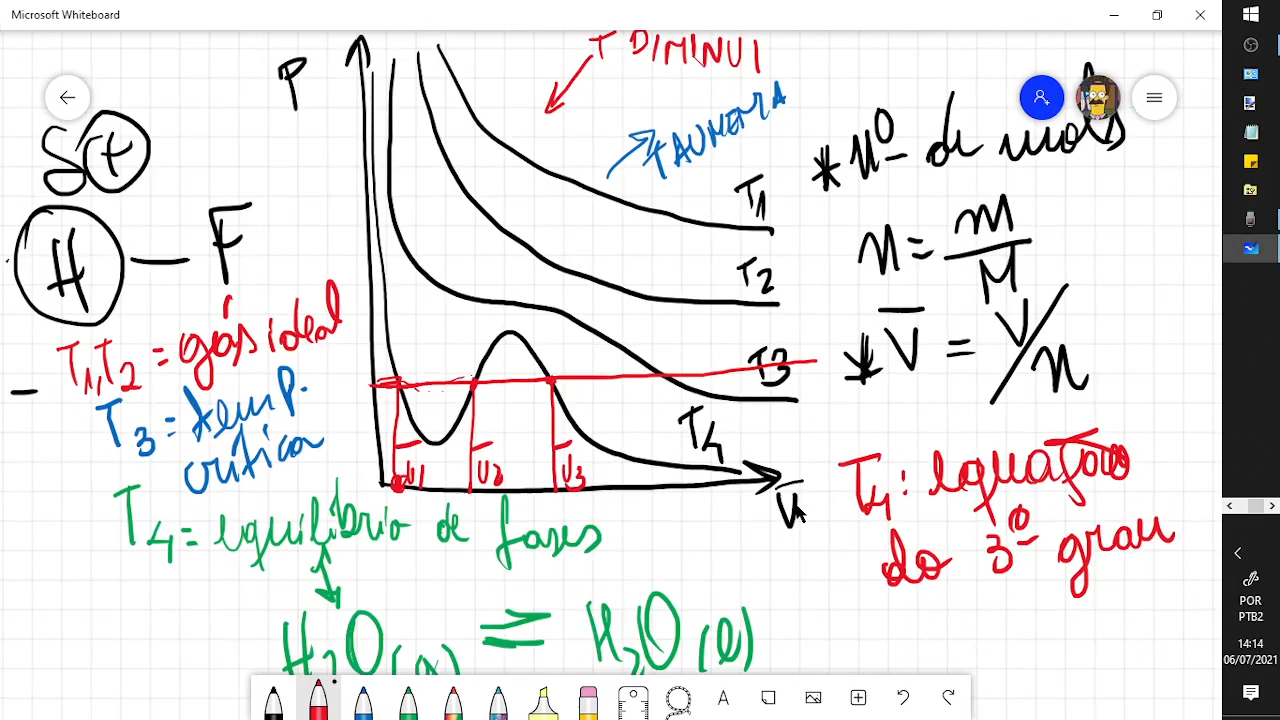 Microsoft Whiteboard
P
T DIMINUI
T AUMENTA
δ+
H — F
T1,T2 = gás ideal
T3 = temp.
crítica
T4 = equilíbrio de fases
H2O(g) ⇌ H2O(l)
T1
T2
T3
T4
V1
V2
V3
V
* nº de mols
n = m
M
* V = V/n
T4: equação
do 3º grau
A
POR
PTB2
14:14
06/07/2021